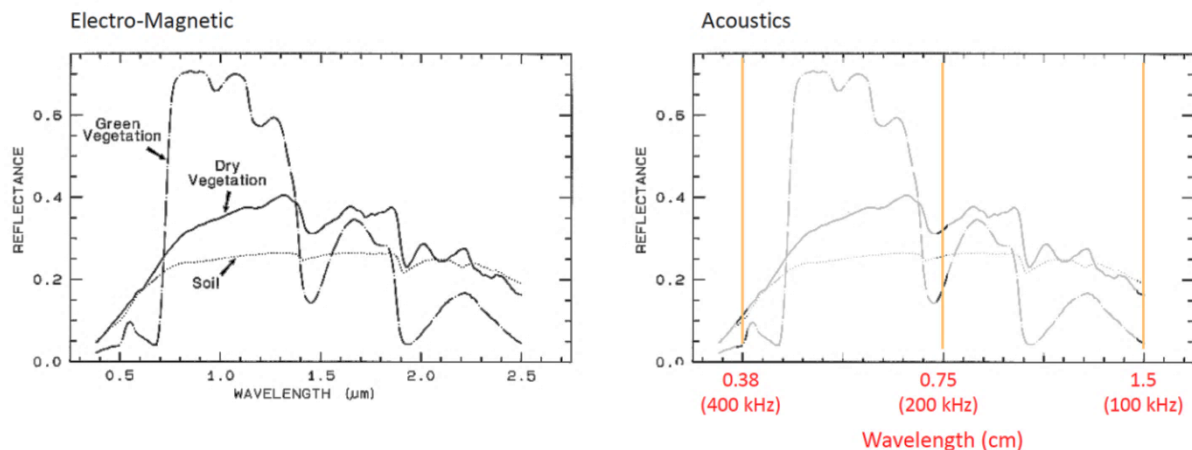 Electro-Magnetic
REFLECTANCE
0.6
0.4
0.2
0.0
Green
Vegetation
Dry
Vegetation
Soil
0.5 1.0 1.5 2.0 2.5
WAVELENGTH (μm)
Acoustics
REFLECTANCE
0.6
0.4
0.2
0.0
0.38 0.75 1.5
(400 kHz) (200 kHz) (100 kHz)
Wavelength (cm)